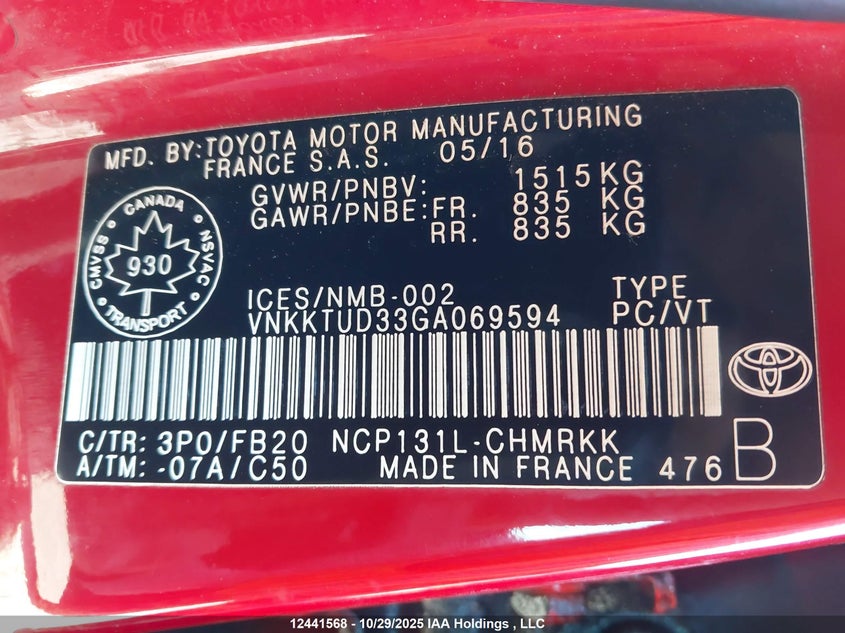 MFD. BY:TOYOTA MOTOR MANUFACTURING
FRANCE S.A.S. 05/16
GVWR/PNBV: 1515KG
GAWR/PNBE:FR. 835 KG
RR. 835 KG
CANADA
CMVSS
930
NSVAC
TRANSPORT
ICES/NMB-002
TYPE
VNKKTUD33GA069594
PC/VT
C/TR: 3P0/FB20 NCP131L-CHMRKK
A/TM: -07A/C50 MADE IN FRANCE 476 B
12441568 - 10/29/2025 IAA Holdings , LLC